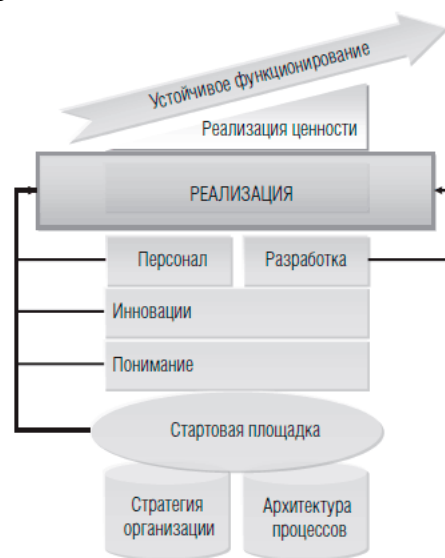 Устойчивое функционирование
Реализация ценности
РЕАЛИЗАЦИЯ
Персонал
Разработка
Инновации
Понимание
Стартовая площадка
Стратегия
организации
Архитектура
процессов